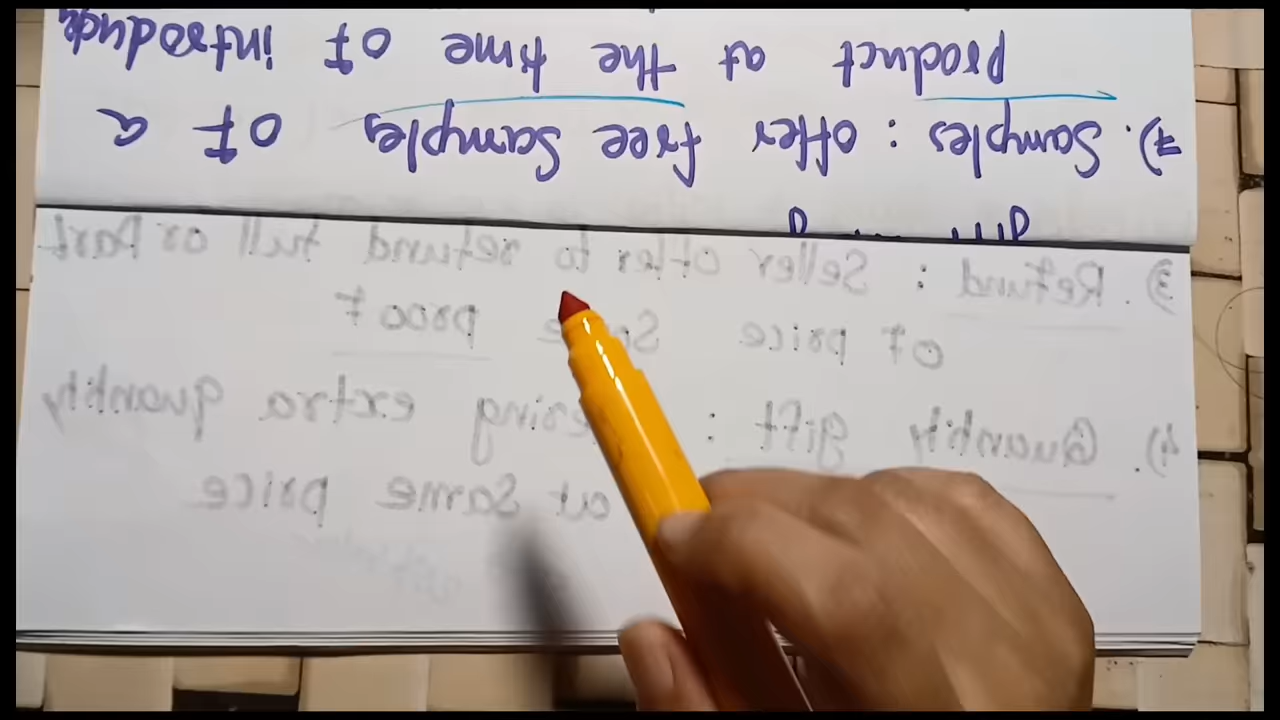 7). Samples : offer free Samples of a
product at the time of introduce
3). Refund : Seller offer to refund full or Part
of price proof
4). Quantity gift : extra quantity
at same price